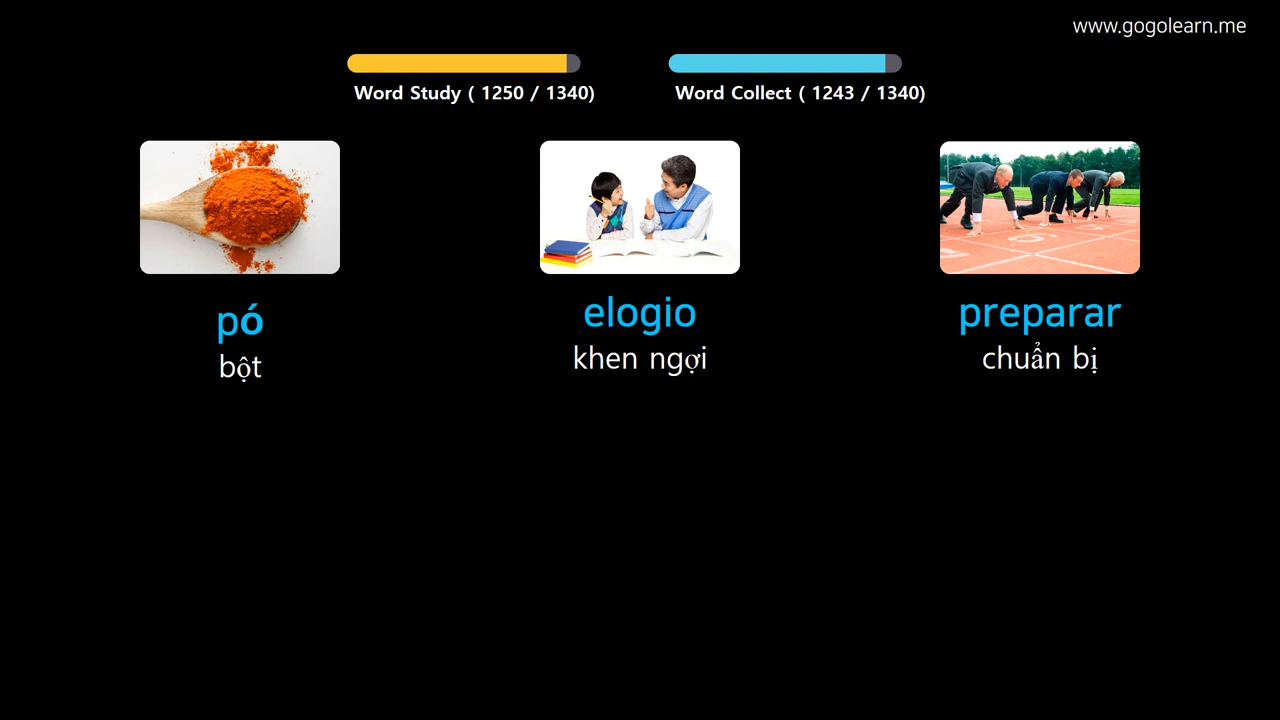 www.gogolearn.me
Word Study ( 1250 / 1340)
Word Collect ( 1243 / 1340)
pó
elogio
preparar
bột
khen ngợi
chuẩn bị